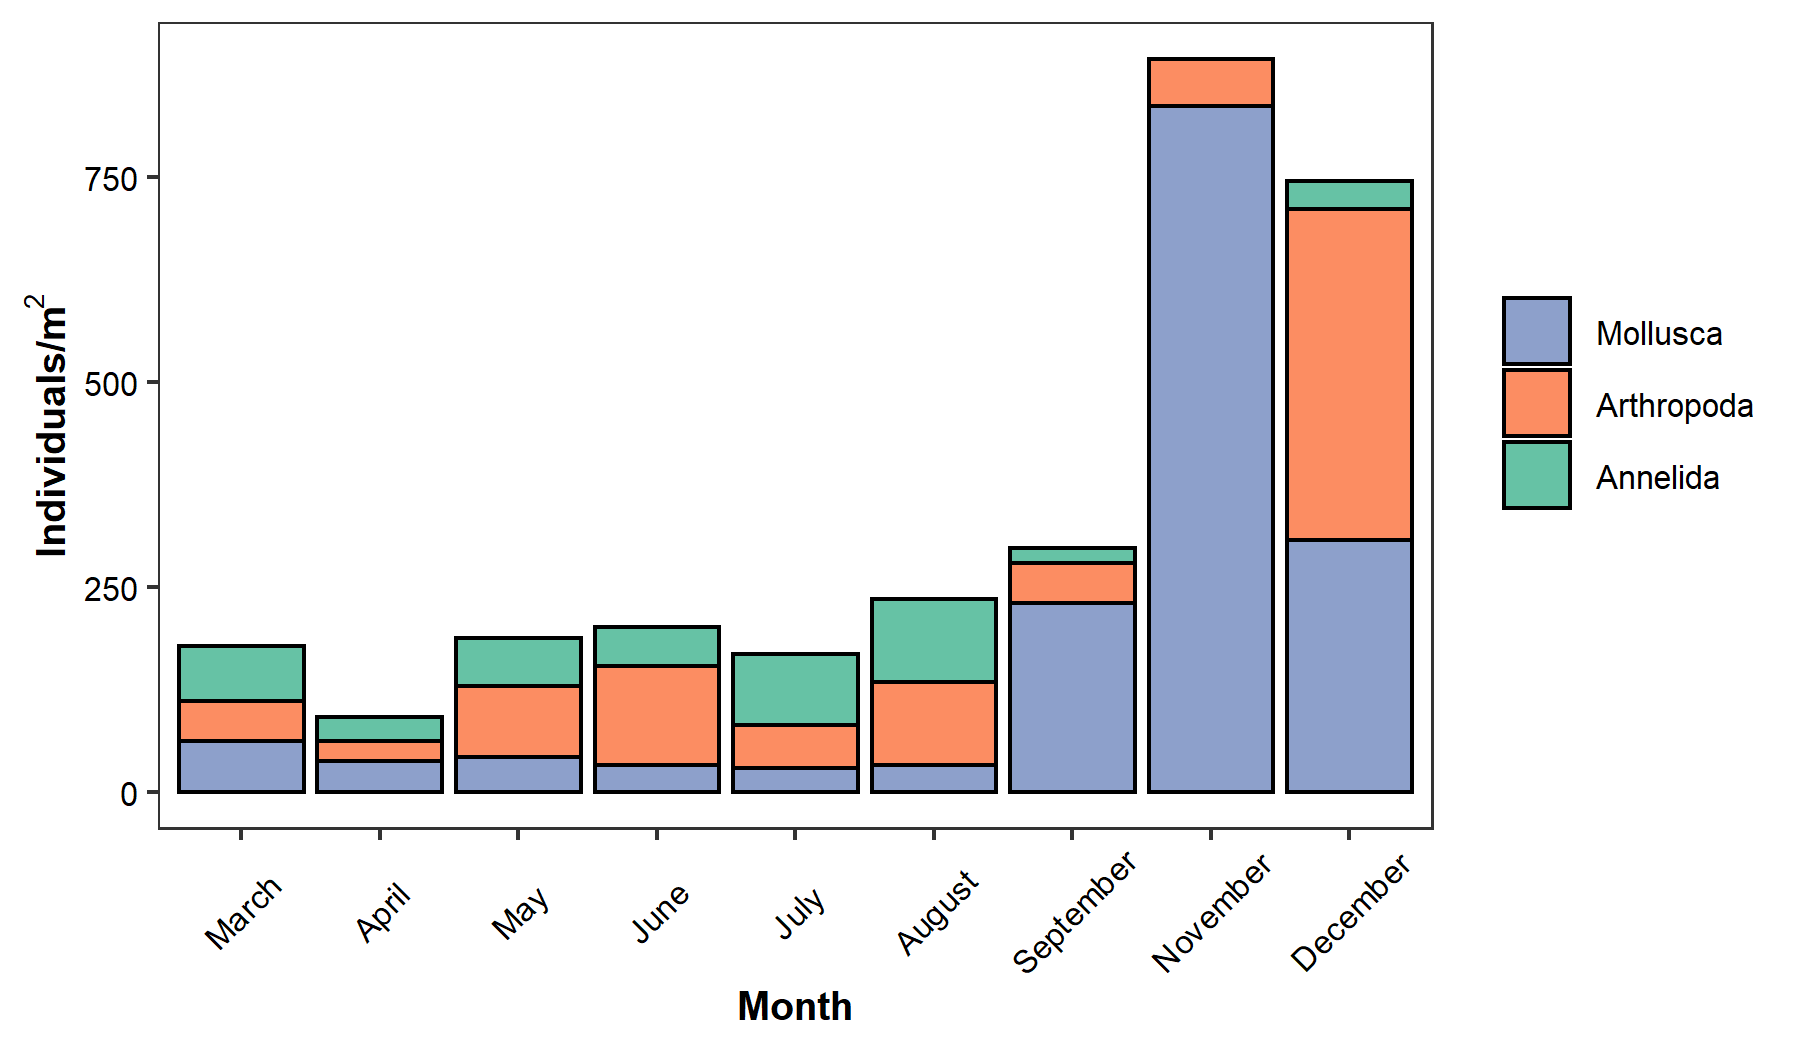 Individuals/m²
750
500
250
0
March
April
May
June
July
August
September
November
December
Month
Mollusca
Arthropoda
Annelida